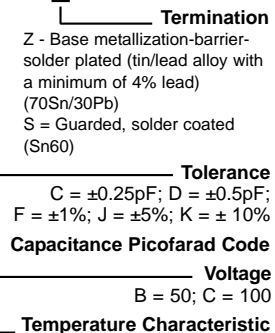 Termination
Z - Base metallization-barrier-
solder plated (tin/lead alloy with
a minimum of 4% lead)
(70Sn/30Pb)
S = Guarded, solder coated
(Sn60)
Tolerance
C = ±0.25pF; D = ±0.5pF;
F = ±1%; J = ±5%; K = ± 10%
Capacitance Picofarad Code
Voltage
B = 50; C = 100
Temperature Characteristic